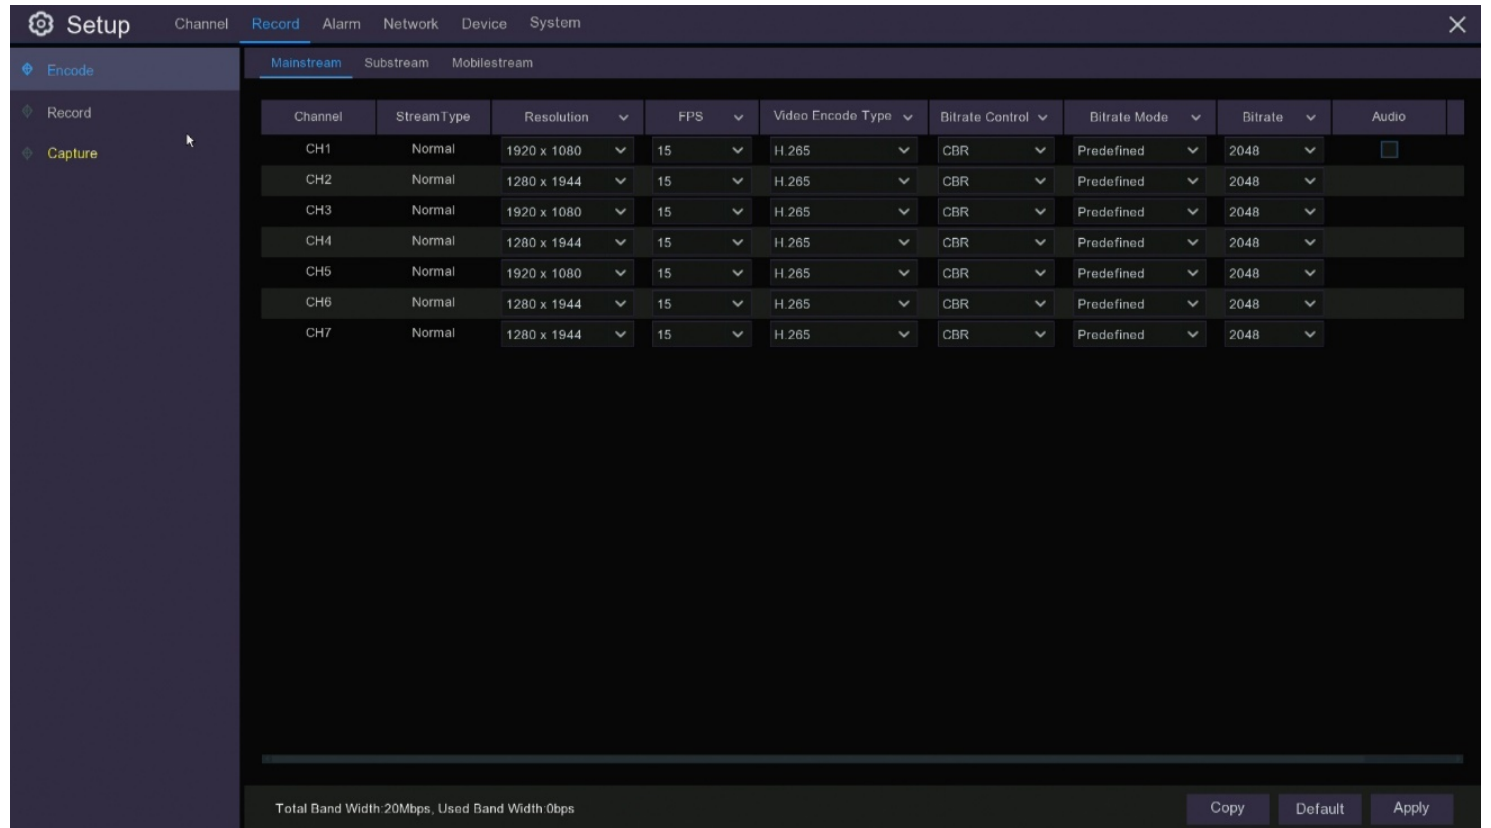 Setup Channel Record Alarm Network Device System
Encode
Record
Capture
Mainstream Substream Mobilestream
Channel StreamType Resolution FPS Video Encode Type Bitrate Control Bitrate Mode Bitrate Audio
CH1 Normal 1920 x 1080 15 H.265 CBR Predefined 2048
CH2 Normal 1280 x 1944 15 H.265 CBR Predefined 2048
CH3 Normal 1920 x 1080 15 H.265 CBR Predefined 2048
CH4 Normal 1280 x 1944 15 H.265 CBR Predefined 2048
CH5 Normal 1920 x 1080 15 H.265 CBR Predefined 2048
CH6 Normal 1280 x 1944 15 H.265 CBR Predefined 2048
CH7 Normal 1280 x 1944 15 H.265 CBR Predefined 2048
Total Band Width:20Mbps, Used Band Width:0bps
Copy Default Apply